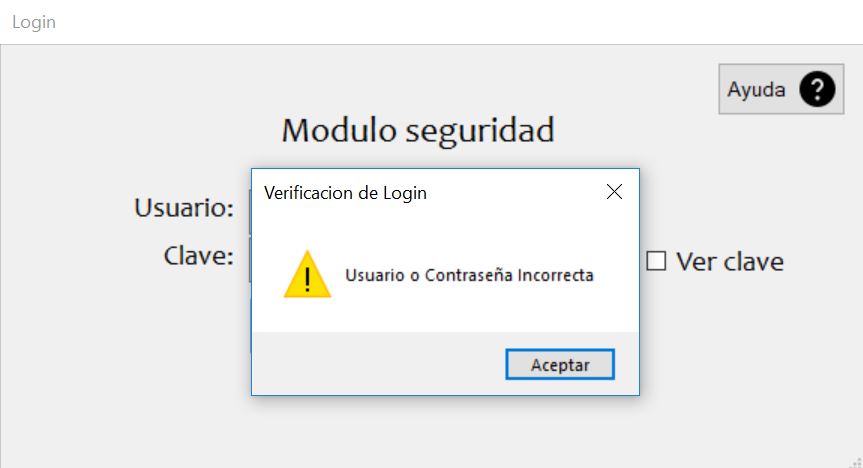 Login
Ayuda
Modulo seguridad
Verificacion de Login
Usuario:
Clave:
Usuario o Contraseña Incorrecta
Ver clave
Aceptar